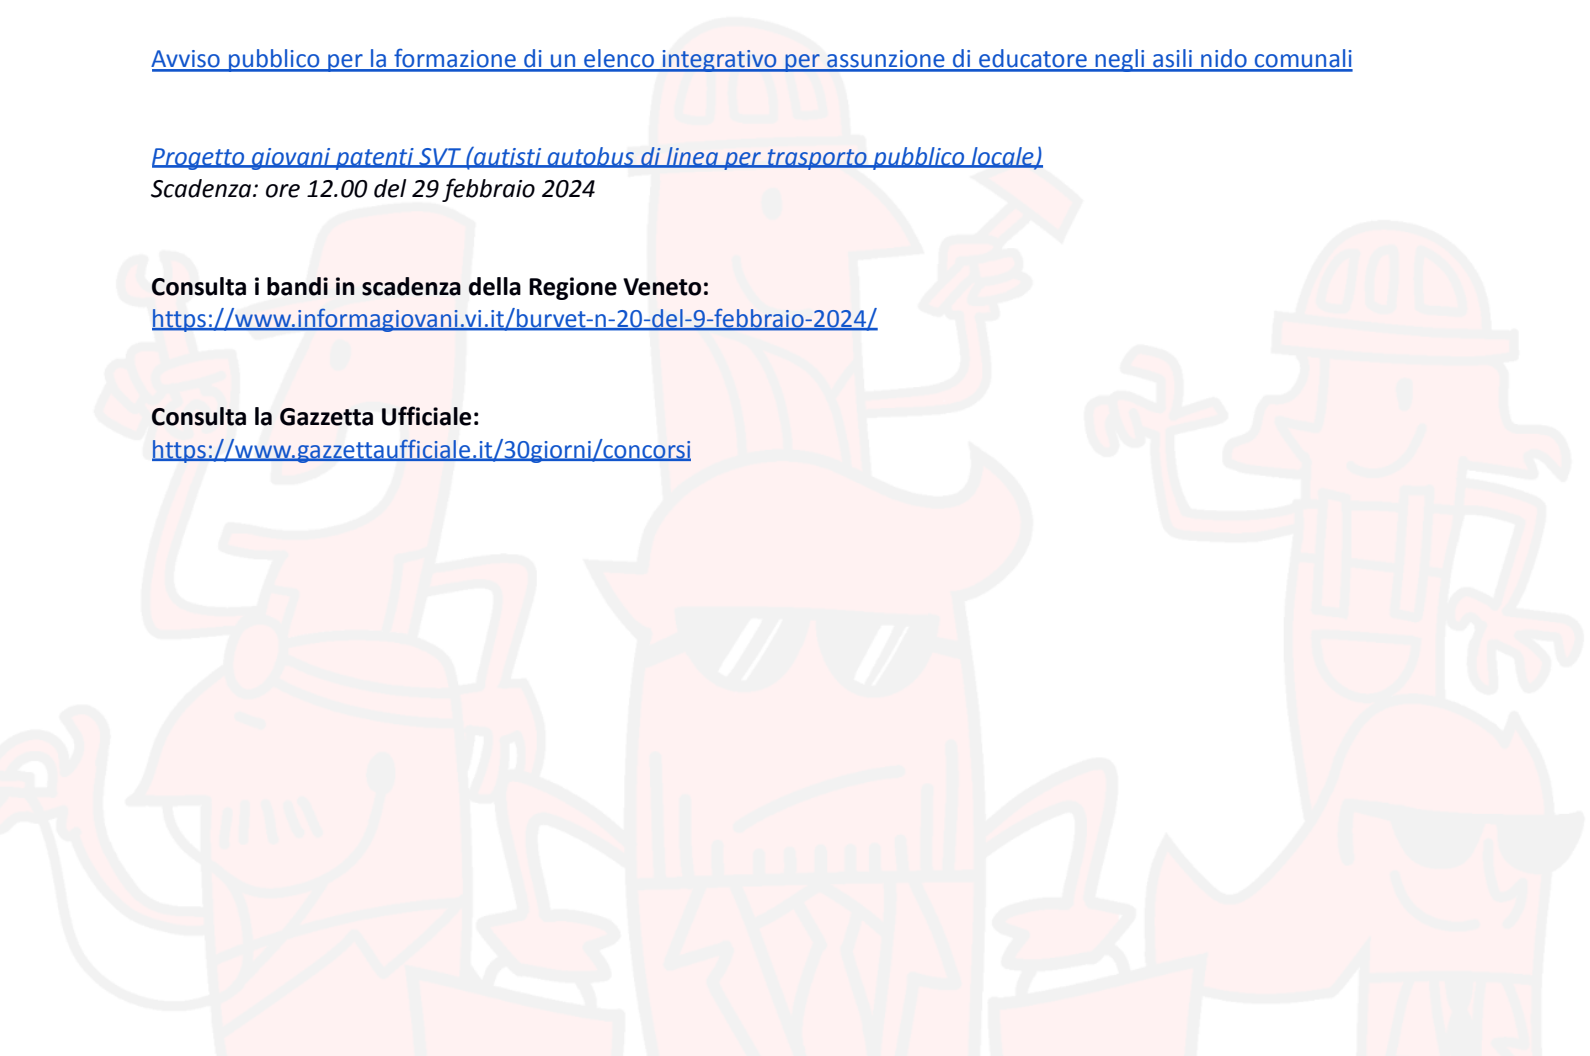 Avviso pubblico per la formazione di un elenco integrativo per assunzione di educatore negli asili nido comunali
Progetto giovani patenti SVT (autisti autobus di linea per trasporto pubblico locale)
Scadenza: ore 12.00 del 29 febbraio 2024
Consulta i bandi in scadenza della Regione Veneto:
https://www.informagiovani.vi.it/burvet-n-20-del-9-febbraio-2024/
Consulta la Gazzetta Ufficiale:
https://www.gazzettaufficiale.it/30giorni/concorsi